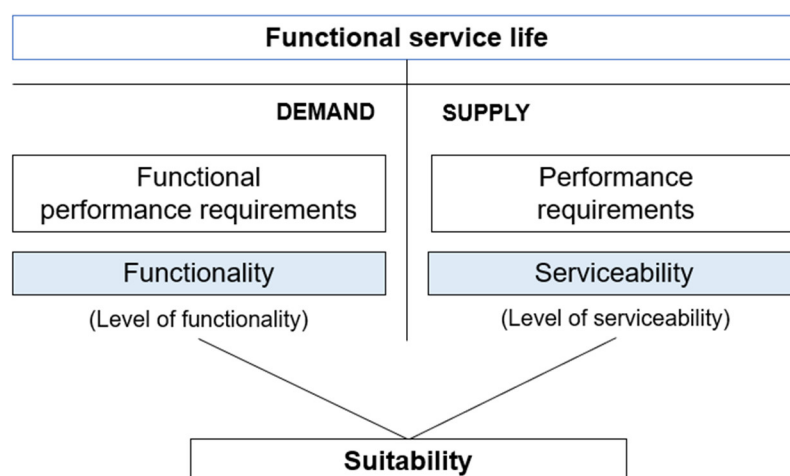 Functional service life
DEMAND
SUPPLY
Functional
performance requirements
Performance
requirements
Functionality
Serviceability
(Level of functionality)
(Level of serviceability)
Suitability